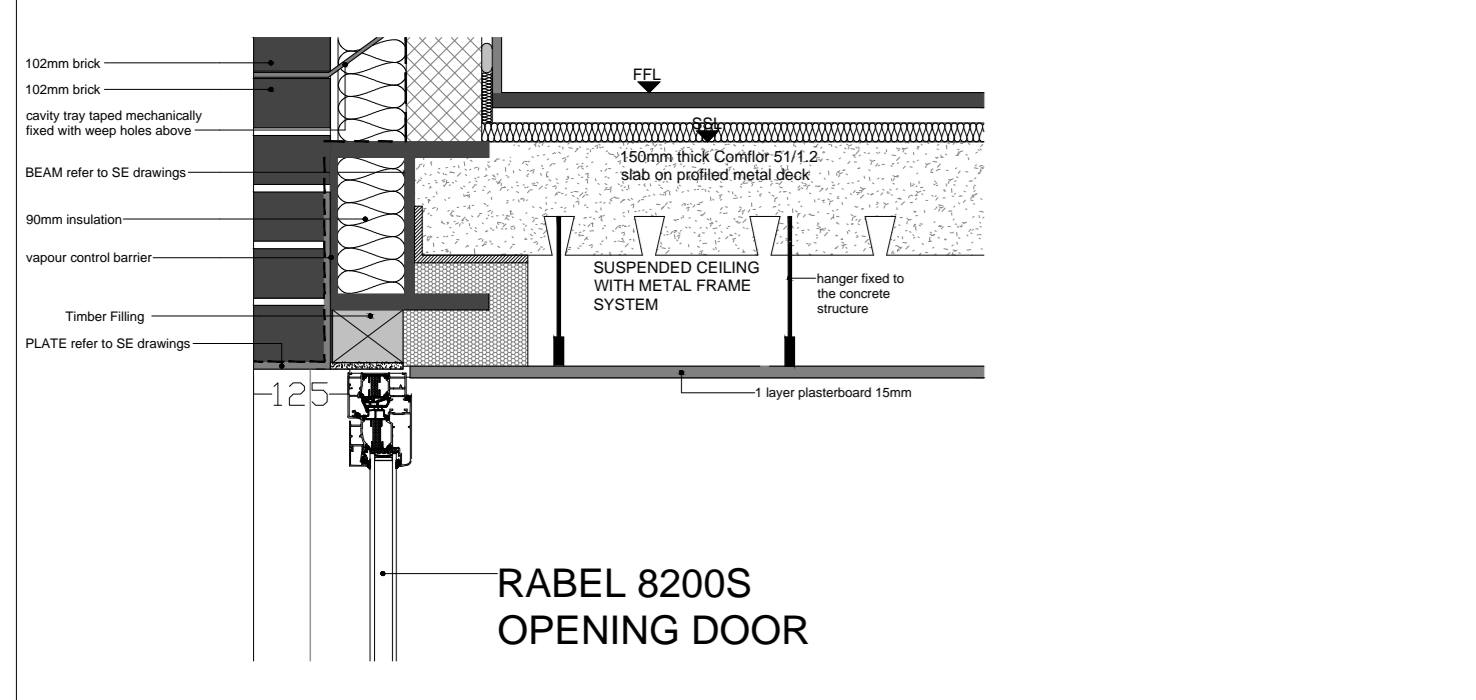 102mm brick
102mm brick
cavity tray taped mechanically
fixed with weep holes above
BEAM refer to SE drawings
90mm insulation
vapour control barrier
Timber Filling
PLATE refer to SE drawings
125
FFL
SSL
150mm thick Comflor 51/1.2
slab on profiled metal deck
SUSPENDED CEILING
WITH METAL FRAME
SYSTEM
hanger fixed to
the concrete
structure
1 layer plasterboard 15mm
RABEL 8200S
OPENING DOOR